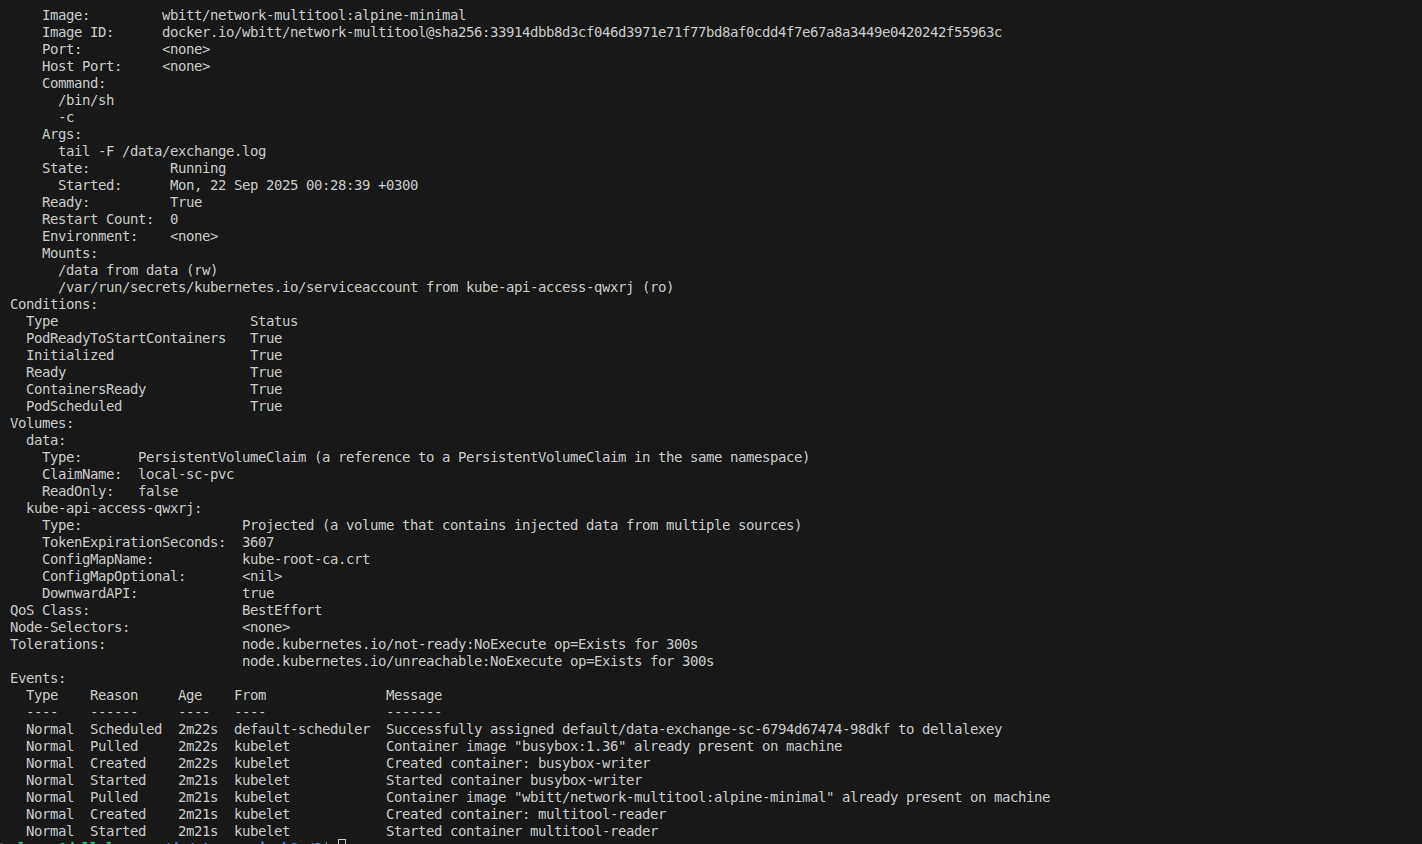 Image: wbitt/network-multitool:alpine-minimal
Image ID: docker.io/wbitt/network-multitool@sha256:33914dbb8d3cf046d3971e71f77bd8af0cdd4f7e67a8a3449e0420242f55963c
Port: <none>
Host Port: <none>
Command:
/bin/sh
-c
Args:
tail -F /data/exchange.log
State: Running
Started: Mon, 22 Sep 2025 00:28:39 +0300
Ready: True
Restart Count: 0
Environment: <none>
Mounts:
/data from data (rw)
/var/run/secrets/kubernetes.io/serviceaccount from kube-api-access-qwxrj (ro)
Conditions:
Type Status
PodReadyToStartContainers True
Initialized True
Ready True
ContainersReady True
PodScheduled True
Volumes:
data:
Type: PersistentVolumeClaim (a reference to a PersistentVolumeClaim in the same namespace)
ClaimName: local-sc-pvc
ReadOnly: false
kube-api-access-qwxrj:
Type: Projected (a volume that contains injected data from multiple sources)
TokenExpirationSeconds: 3607
ConfigMapName: kube-root-ca.crt
ConfigMapOptional: <nil>
DownwardAPI: true
QoS Class: BestEffort
Node-Selectors: <none>
Tolerations: node.kubernetes.io/not-ready:NoExecute op=Exists for 300s
node.kubernetes.io/unreachable:NoExecute op=Exists for 300s
Events:
Type Reason Age From Message
---- ------ ---- ---- -------
Normal Scheduled 2m22s default-scheduler Successfully assigned default/data-exchange-sc-6794d67474-98dkf to dellalexey
Normal Pulled 2m22s kubelet Container image "busybox:1.36" already present on machine
Normal Created 2m22s kubelet Created container: busybox-writer
Normal Started 2m21s kubelet Started container busybox-writer
Normal Pulled 2m21s kubelet Container image "wbitt/network-multitool:alpine-minimal" already present on machine
Normal Created 2m21s kubelet Created container: multitool-reader
Normal Started 2m21s kubelet Started container multitool-reader